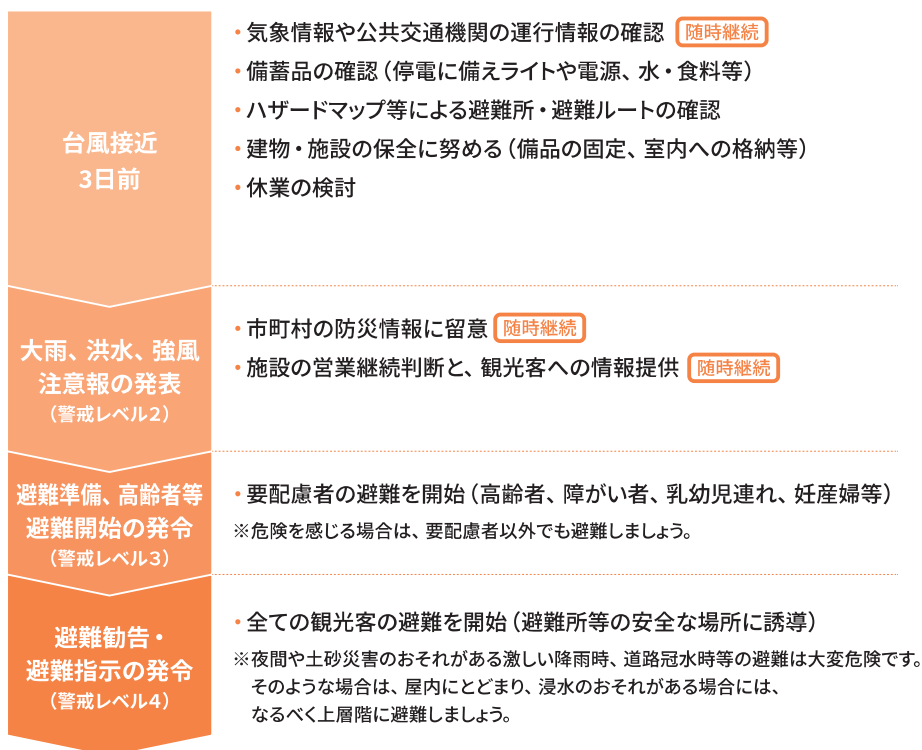 台風接近
3日前
・気象情報や公共交通機関の運行情報の確認 随時継続
・備蓄品の確認（停電に備えライトや電源、水・食料等）
・ハザードマップ等による避難所・避難ルートの確認
・建物・施設の保全に努める（備品の固定、室内への格納等）
・休業の検討
大雨、洪水、強風
注意報の発表
（警戒レベル2）
・市町村の防災情報に留意 随時継続
・施設の営業継続判断と、観光客への情報提供 随時継続
避難準備、高齢者等
避難開始の発令
（警戒レベル3）
・要配慮者の避難を開始（高齢者、障がい者、乳幼児連れ、妊産婦等）
※危険を感じる場合は、要配慮者以外でも避難しましょう。
避難勧告・
避難指示の発令
（警戒レベル4）
・全ての観光客の避難を開始（避難所等の安全な場所に誘導）
※夜間や土砂災害のおそれがある激しい降雨時、道路冠水時等の避難は大変危険です。
そのような場合は、屋内にとどまり、浸水のおそれがある場合には、
なるべく上層階に避難しましょう。